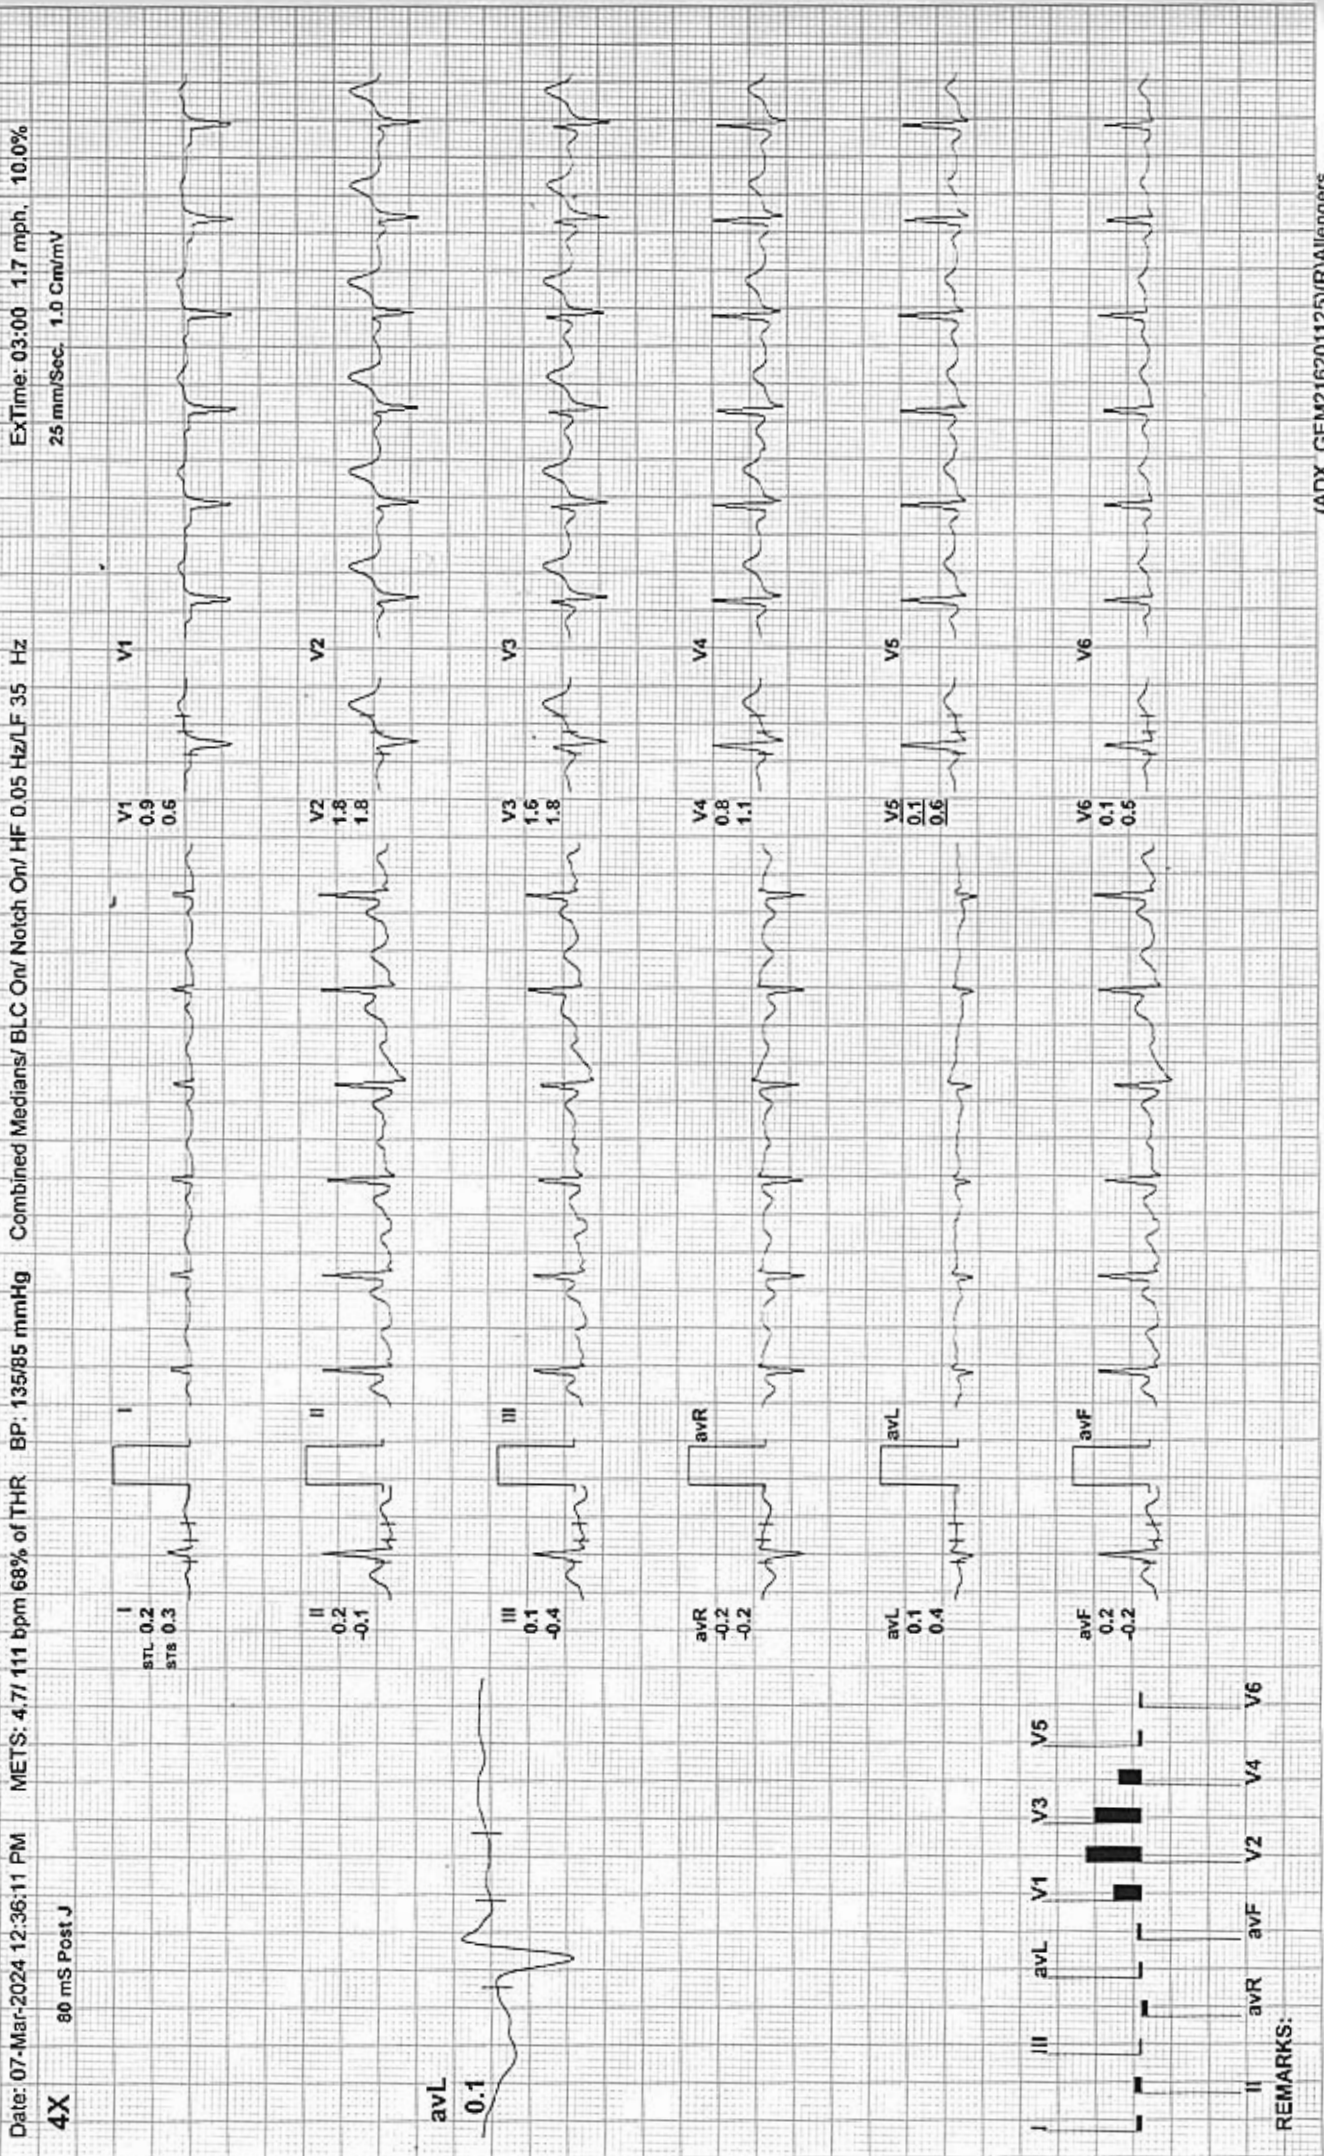 Date: 07-Mar-2024 12:36:11 PM METS: 4.7/ 111 bpm 68% of THR BP: 135/85 mmHg Combined Medians/ BLC On/ Notch On/ HF 0.05 Hz/LF 35 Hz ExTime: 03:00 1.7 mph, 10.0%
4X 80 mS Post J 25 mm/Sec. 1.0 Cm/mV
I
STL 0.2
STS 0.3
I
V1
0.9
0.6
V1
II
0.2
-0.1
II
V2
1.8
1.8
V2
avL
0.1
III
0.1
-0.4
III
V3
1.6
1.8
V3
avR
-0.2
-0.2
avR
V4
0.8
1.1
V4
avL
0.1
0.4
avL
V5
0.1
0.6
V5
avF
0.2
-0.2
avF
V6
0.1
0.5
V6
I III avL V1 V3 V5
II avR avF V2 V4 V6
REMARKS:
(ADX_GEM216201125)(R)Allengers